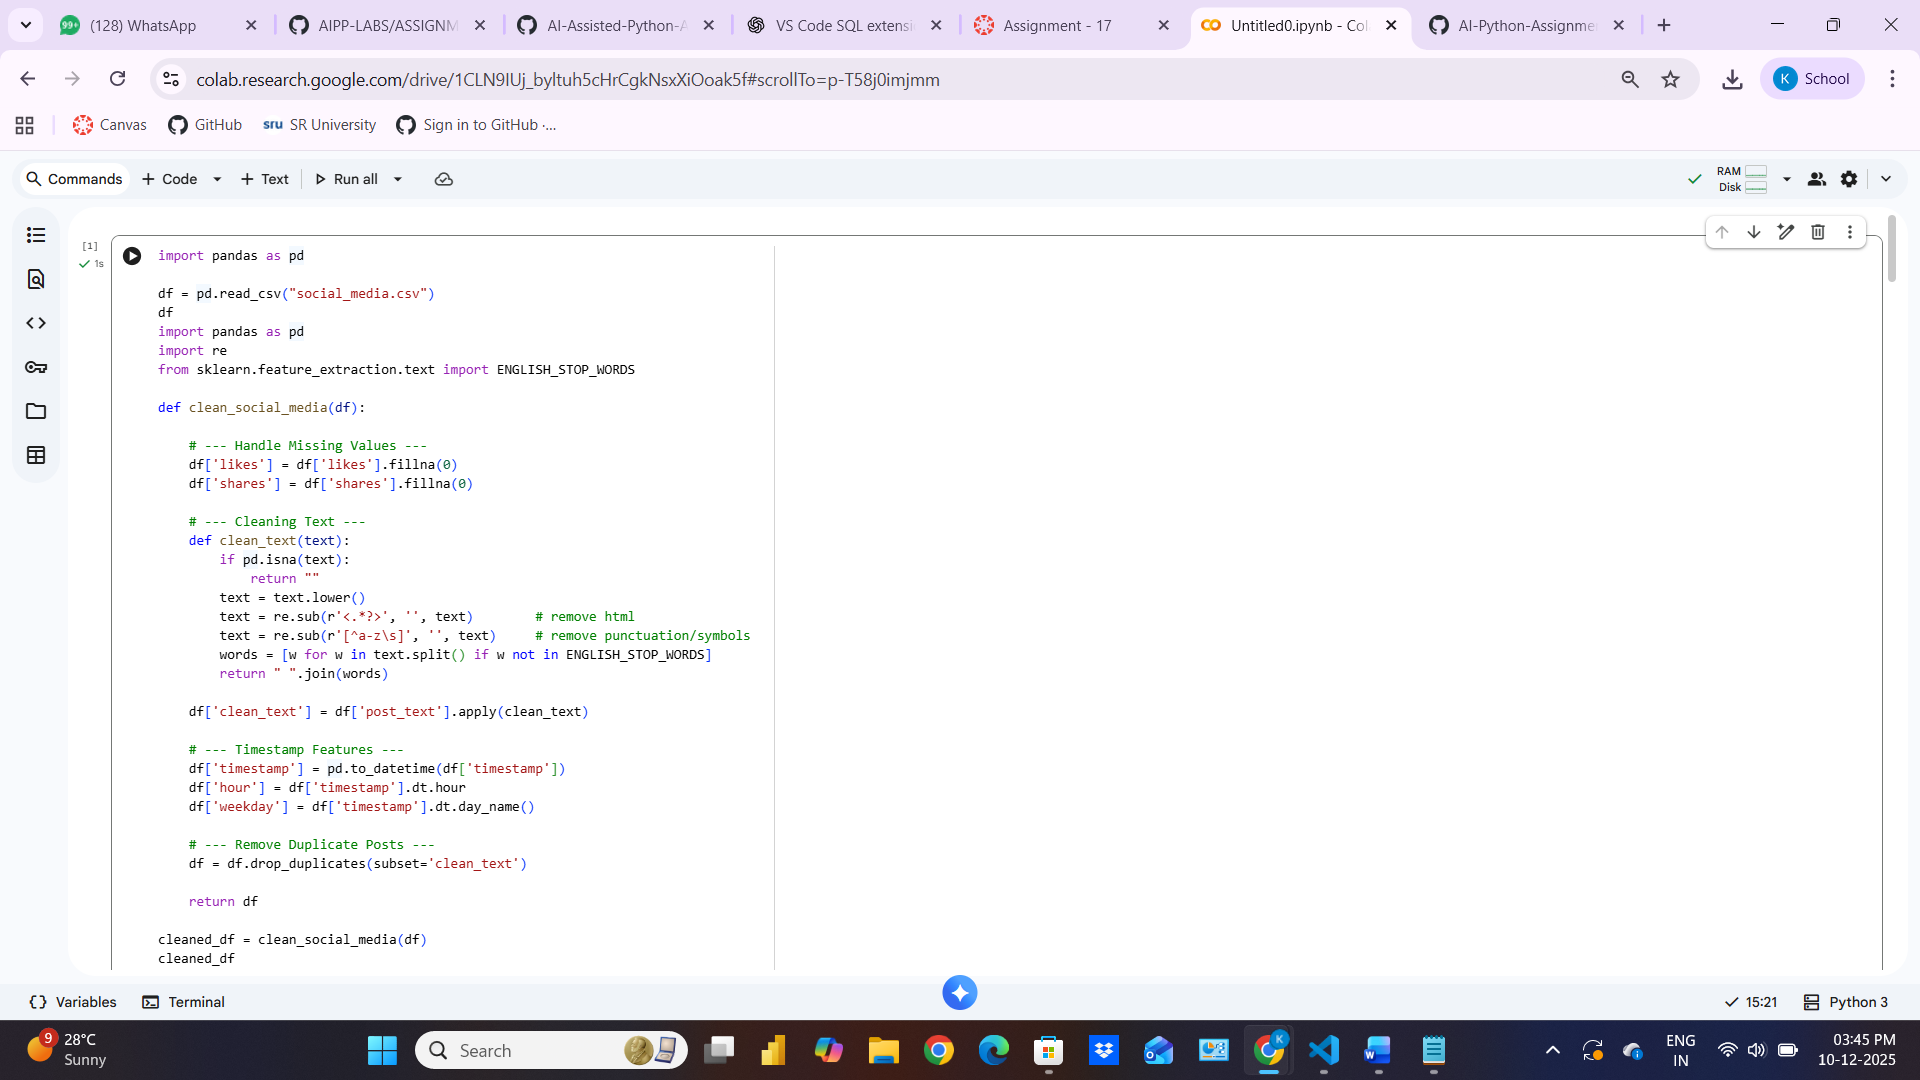 (128) WhatsApp
AIPP-LABS/ASSIGNM
AI-Assisted-Python-A
VS Code SQL extensi
Assignment - 17
Untitled0.ipynb - Col
AI-Python-Assignme
colab.research.google.com/drive/1CLN9IUj_byltuh5cHrCgkNsxXiOoak5f#scrollTo=p-T58j0imjmm
K School
Canvas
GitHub
sru SR University
Sign in to GitHub ·...
Commands
+ Code
+ Text
Run all
RAM
Disk
[1]
1s
import pandas as pd
df = pd.read_csv("social_media.csv")
df
import pandas as pd
import re
from sklearn.feature_extraction.text import ENGLISH_STOP_WORDS
def clean_social_media(df):
# --- Handle Missing Values ---
df['likes'] = df['likes'].fillna(0)
df['shares'] = df['shares'].fillna(0)
# --- Cleaning Text ---
def clean_text(text):
if pd.isna(text):
return ""
text = text.lower()
text = re.sub(r'<.*?>', '', text)        # remove html
text = re.sub(r'[^a-z\s]', '', text)     # remove punctuation/symbols
words = [w for w in text.split() if w not in ENGLISH_STOP_WORDS]
return " ".join(words)
df['clean_text'] = df['post_text'].apply(clean_text)
# --- Timestamp Features ---
df['timestamp'] = pd.to_datetime(df['timestamp'])
df['hour'] = df['timestamp'].dt.hour
df['weekday'] = df['timestamp'].dt.day_name()
# --- Remove Duplicate Posts ---
df = df.drop_duplicates(subset='clean_text')
return df
cleaned_df = clean_social_media(df)
cleaned_df
Variables
Terminal
15:21
Python 3
9
28°C
Sunny
Search
ENG
IN
03:45 PM
10-12-2025